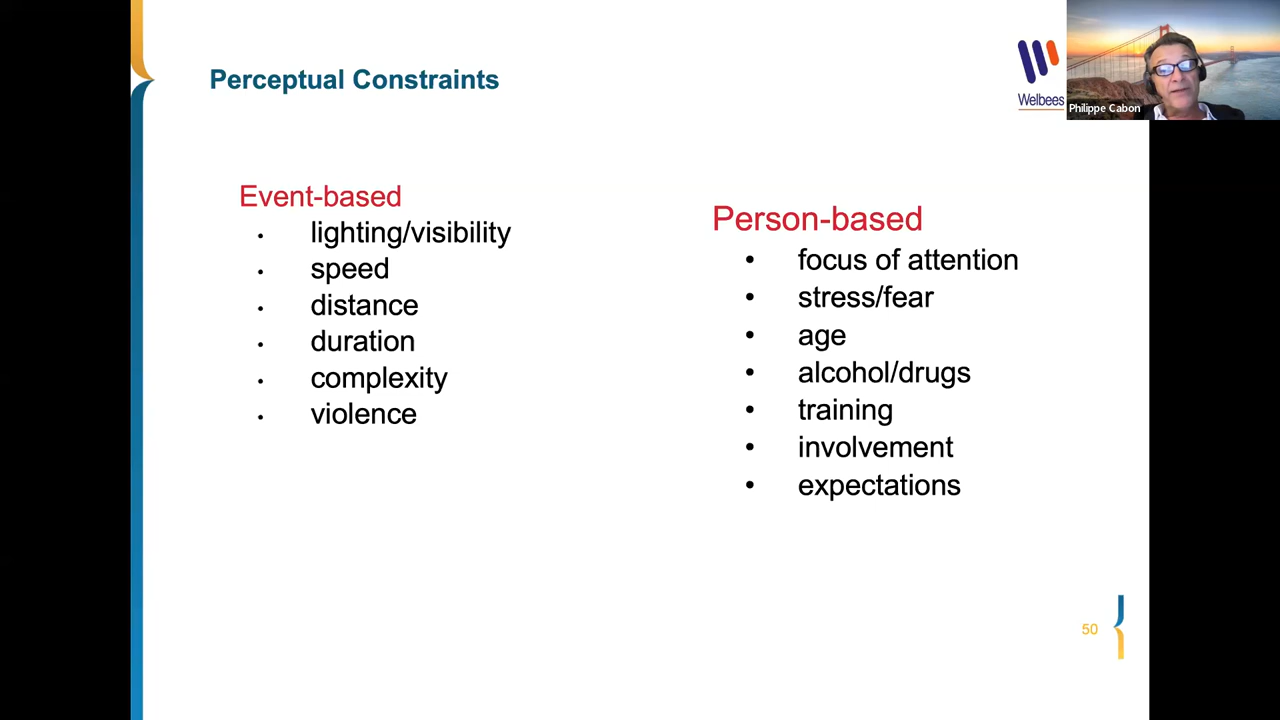 Perceptual Constraints
Welbees
Philippe Cabon
Event-based
• lighting/visibility
• speed
• distance
• duration
• complexity
• violence
Person-based
• focus of attention
• stress/fear
• age
• alcohol/drugs
• training
• involvement
• expectations
50